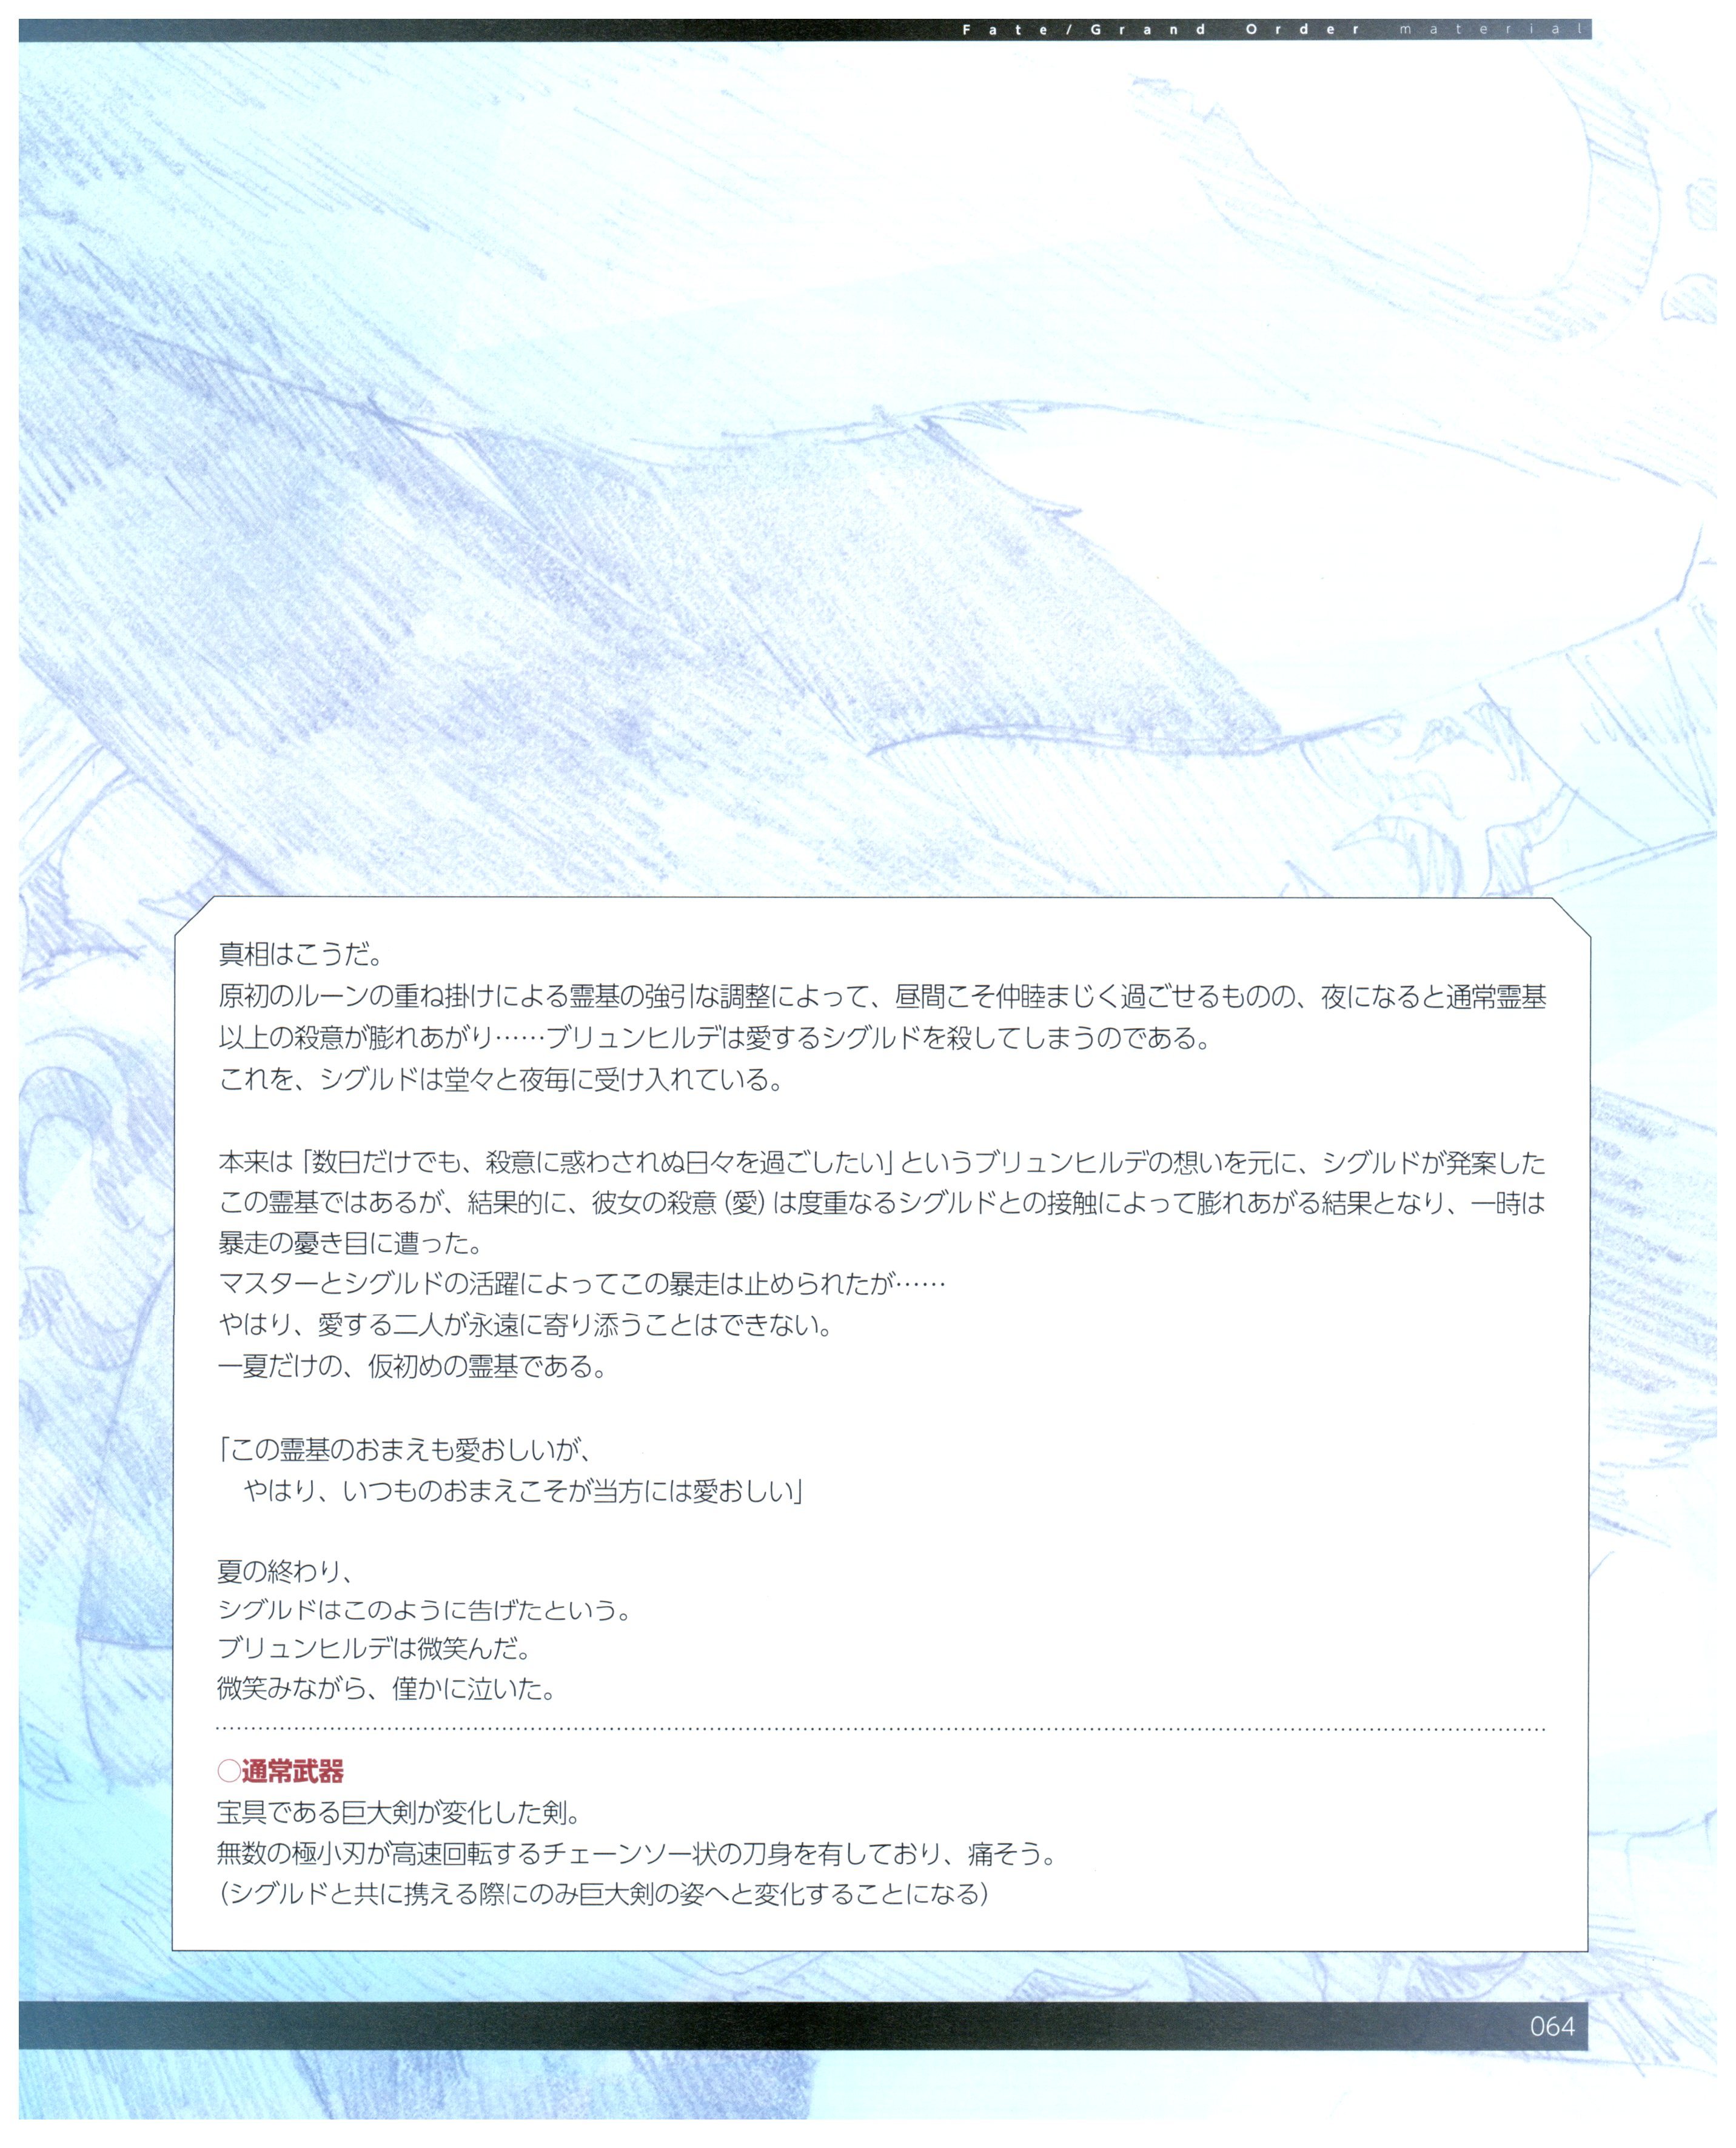 Fate/Grand Order material
真相はこうだ。
原初のルーンの重ね掛けによる霊基の強引な調整によって、昼間こそ仲睦まじく過ごせるものの、夜になると通常霊基
以上の殺意が膨れあがり……ブリュンヒルデは愛するシグルドを殺してしまうのである。
これを、シグルドは堂々と夜毎に受け入れている。
本来は「数日だけでも、殺意に惑わされぬ日々を過ごしたい」というブリュンヒルデの想いを元に、シグルドが発案した
この霊基ではあるが、結果的に、彼女の殺意（愛）は度重なるシグルドとの接触によって膨れあがる結果となり、一時は
暴走の憂き目に遭った。
マスターとシグルドの活躍によってこの暴走は止められたが……
やはり、愛する二人が永遠に寄り添うことはできない。
一夏だけの、仮初めの霊基である。
「この霊基のおまえも愛おしいが、
　やはり、いつものおまえこそが当方には愛おしい」
夏の終わり、
シグルドはこのように告げたという。
ブリュンヒルデは微笑んだ。
微笑みながら、僅かに泣いた。
○通常武器
宝具である巨大剣が変化した剣。
無数の極小刃が高速回転するチェーンソー状の刀身を有しており、痛そう。
（シグルドと共に携える際にのみ巨大剣の姿へと変化することになる）
064